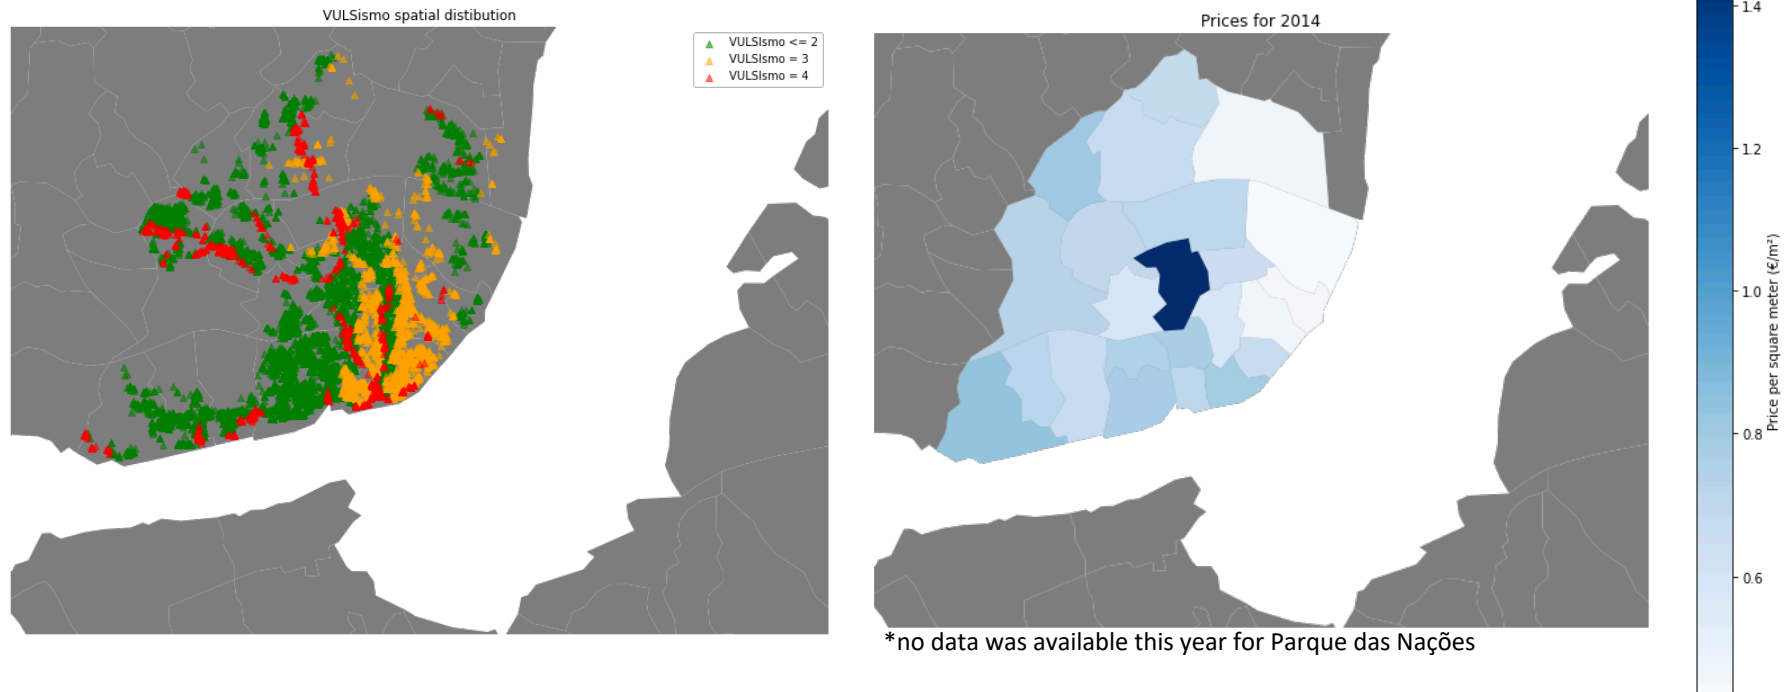 VULSismo spatial distibution
VULSIsmo <= 2
VULSIsmo = 3
VULSIsmo = 4
Prices for 2014
1.4
1.2
1.0
0.8
0.6
Price per square meter (€/m²)
*no data was available this year for Parque das Nações